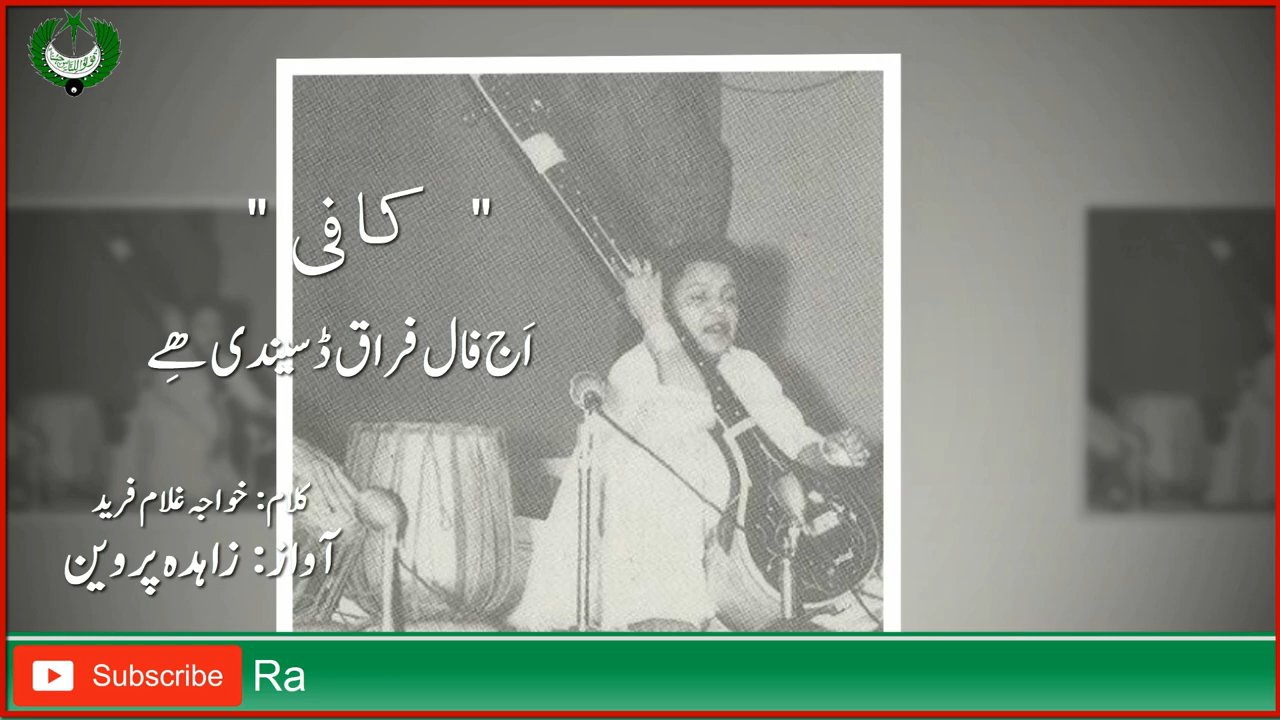 " کافی "
اَج فال فراق ڈسیندی ھِے
کلام: خواجہ غلام فرید
آواز: زاہدہ پروین
Subscribe Ra